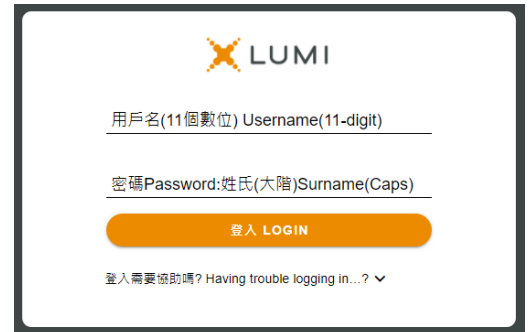 LUMI
用戶名(11個數位) Username(11-digit)
密碼Password:姓氏(大階)Surname(Caps)
登入 LOGIN
登入需要協助嗎? Having trouble logging in...?